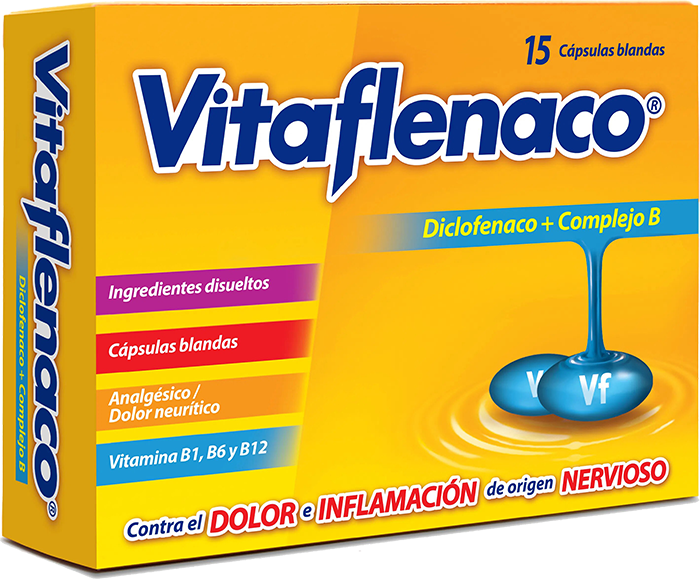 15 Cápsulas blandas
Vitaflenaco®
Diclofenaco + Complejo B
Ingredientes disueltos
Cápsulas blandas
Analgésico /
Dolor neurítico
Vitamina B1, B6 y B12
V
Vf
Contra el DOLOR e INFLAMACIÓN de origen NERVIOSO
Vitaflenaco®
Diclofenaco + Complejo B